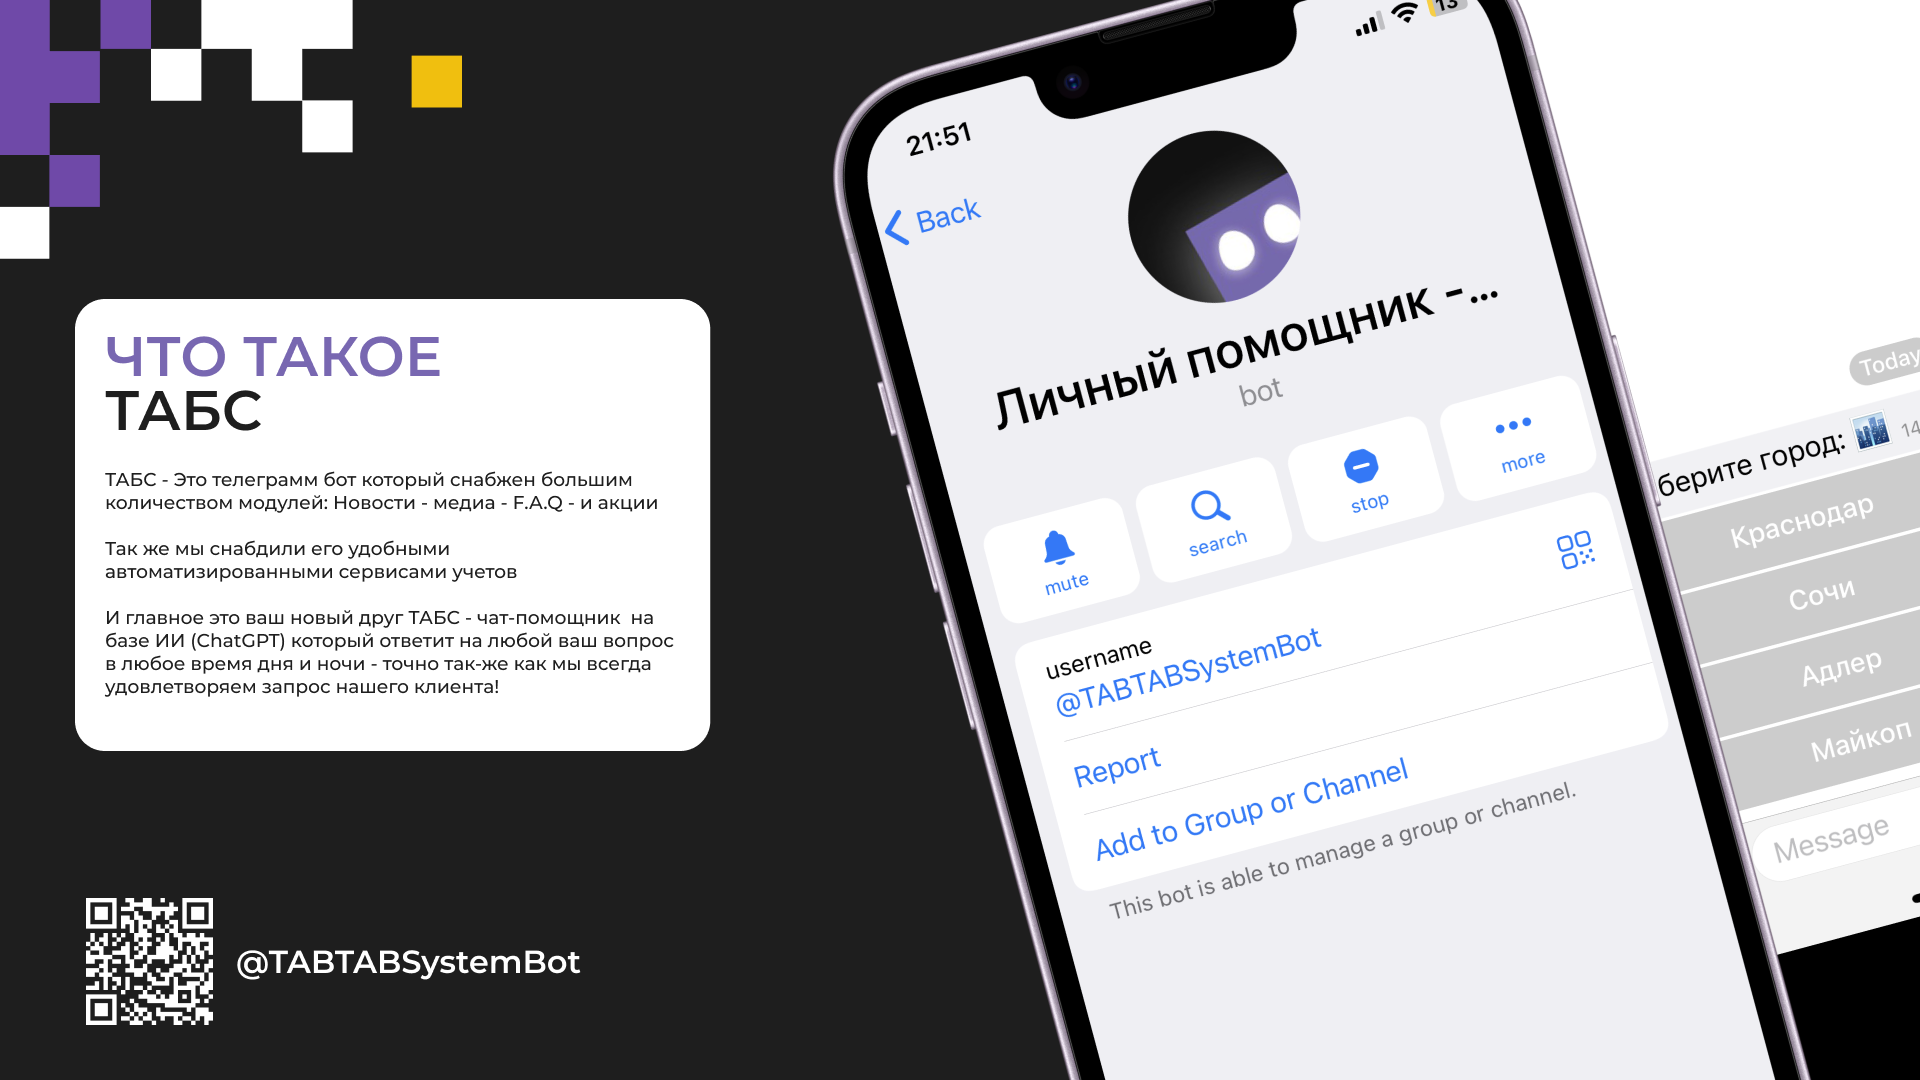 ЧТО ТАКОЕ
ТАБС
ТАБС - Это телеграмм бот который снабжен большим
количеством модулей: Новости - медиа - F.A.Q - и акции
Так же мы снабдили его удобными
автоматизированными сервисами учетов
И главное это ваш новый друг ТАБС - чат-помощник на
базе ИИ (ChatGPT) который ответит на любой ваш вопрос
в любое время дня и ночи - точно так-же как мы всегда
удовлетворяем запрос нашего клиента!
@TABTABSystemBot
21:51
13
Back
Личный помощник -...
bot
mute
search
stop
more
username
@TABTABSystemBot
Report
Add to Group or Channel
This bot is able to manage a group or channel.
Today
берите город:
14
Краснодар
Сочи
Адлер
Майкоп
Message